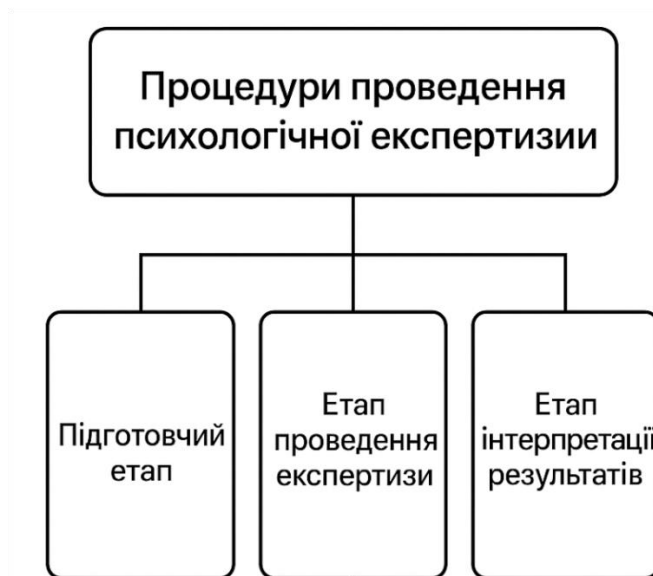 Процедури проведення
психологічної експертизии
Підготовчий
етап
Етап
проведення
експертизи
Етап
інтерпретації
результатів